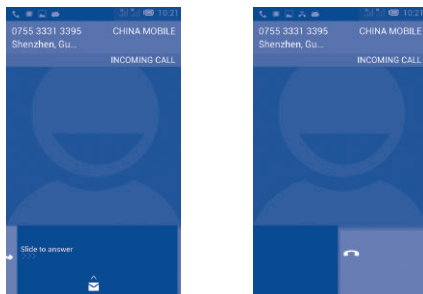 10:21
0755 3331 3395
CHINA MOBILE
Shenzhen, Gu...
INCOMING CALL
Slide to answer
10:21
0755 3331 3395
CHINA MOBILE
Shenzhen, Gu...
INCOMING CALL